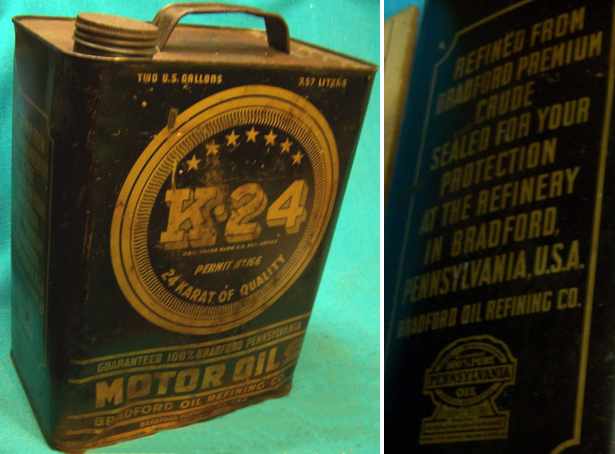 TWO U.S. GALLONS 7.57 LITERS
K-24
PERMIT
24 KARAT OF QUALITY
GUARANTEED 100% BRADFORD PENNSYLVANIA
MOTOR OIL
BRADFORD OIL REFINING CO.
REFINED FROM
BRADFORD PREMIUM
CRUDE
SEALED FOR YOUR
PROTECTION
AT THE REFINERY
IN BRADFORD,
PENNSYLVANIA, U.S.A.
BRADFORD OIL REFINING CO.
100% PURE
PENNSYLVANIA
OIL